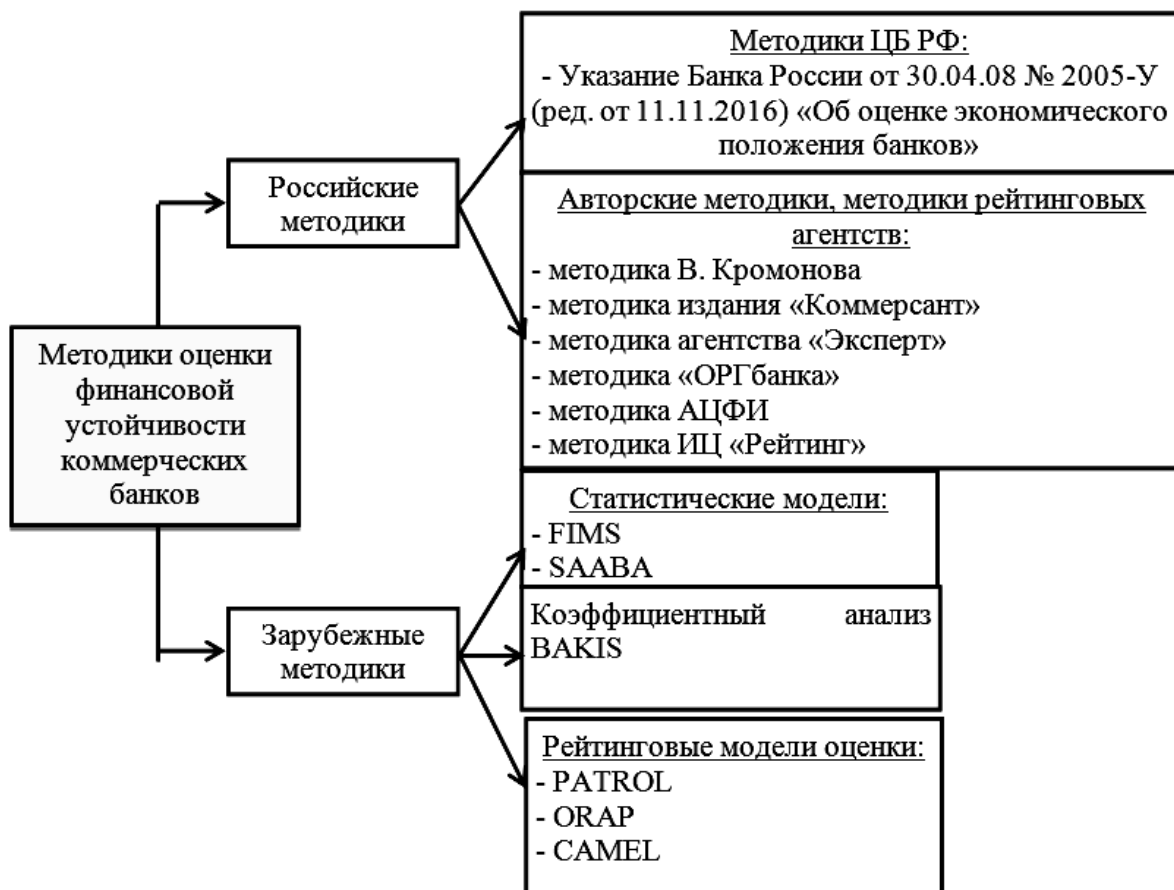 Методики оценки
финансовой
устойчивости
коммерческих
банков
Российские
методики
Методики ЦБ РФ:
- Указание Банка России от 30.04.08 № 2005-У
(ред. от 11.11.2016) «Об оценке экономического
положения банков»
Авторские методики, методики рейтинговых
агентств:
- методика В. Кромонова
- методика издания «Коммерсант»
- методика агентства «Эксперт»
- методика «ОРГбанка»
- методика АЦФИ
- методика ИЦ «Рейтинг»
Зарубежные
методики
Статистические модели:
- FIMS
- SAABA
Коэффициентный анализ
BAKIS
Рейтинговые модели оценки:
- PATROL
- ORAP
- CAMEL